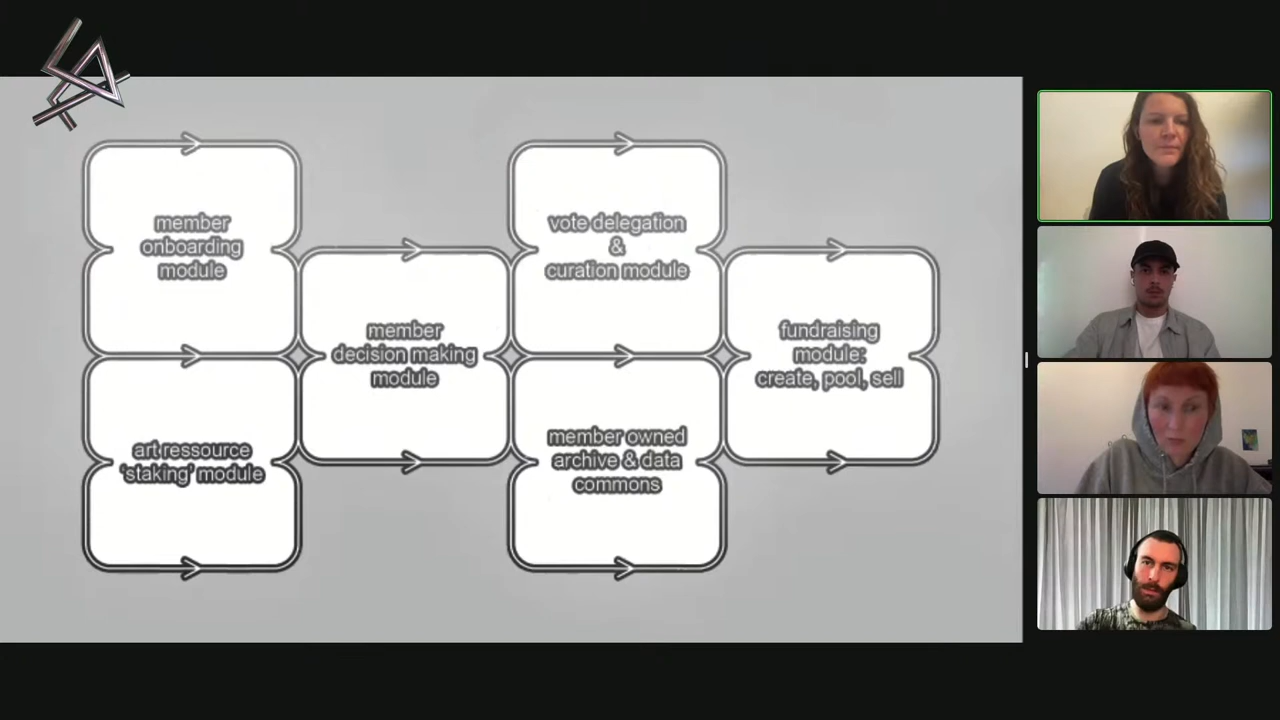 member
onboarding
module
art ressource
'staking' module
member
decision making
module
vote delegation
&
curation module
member owned
archive & data
commons
fundraising
module:
create, pool, sell